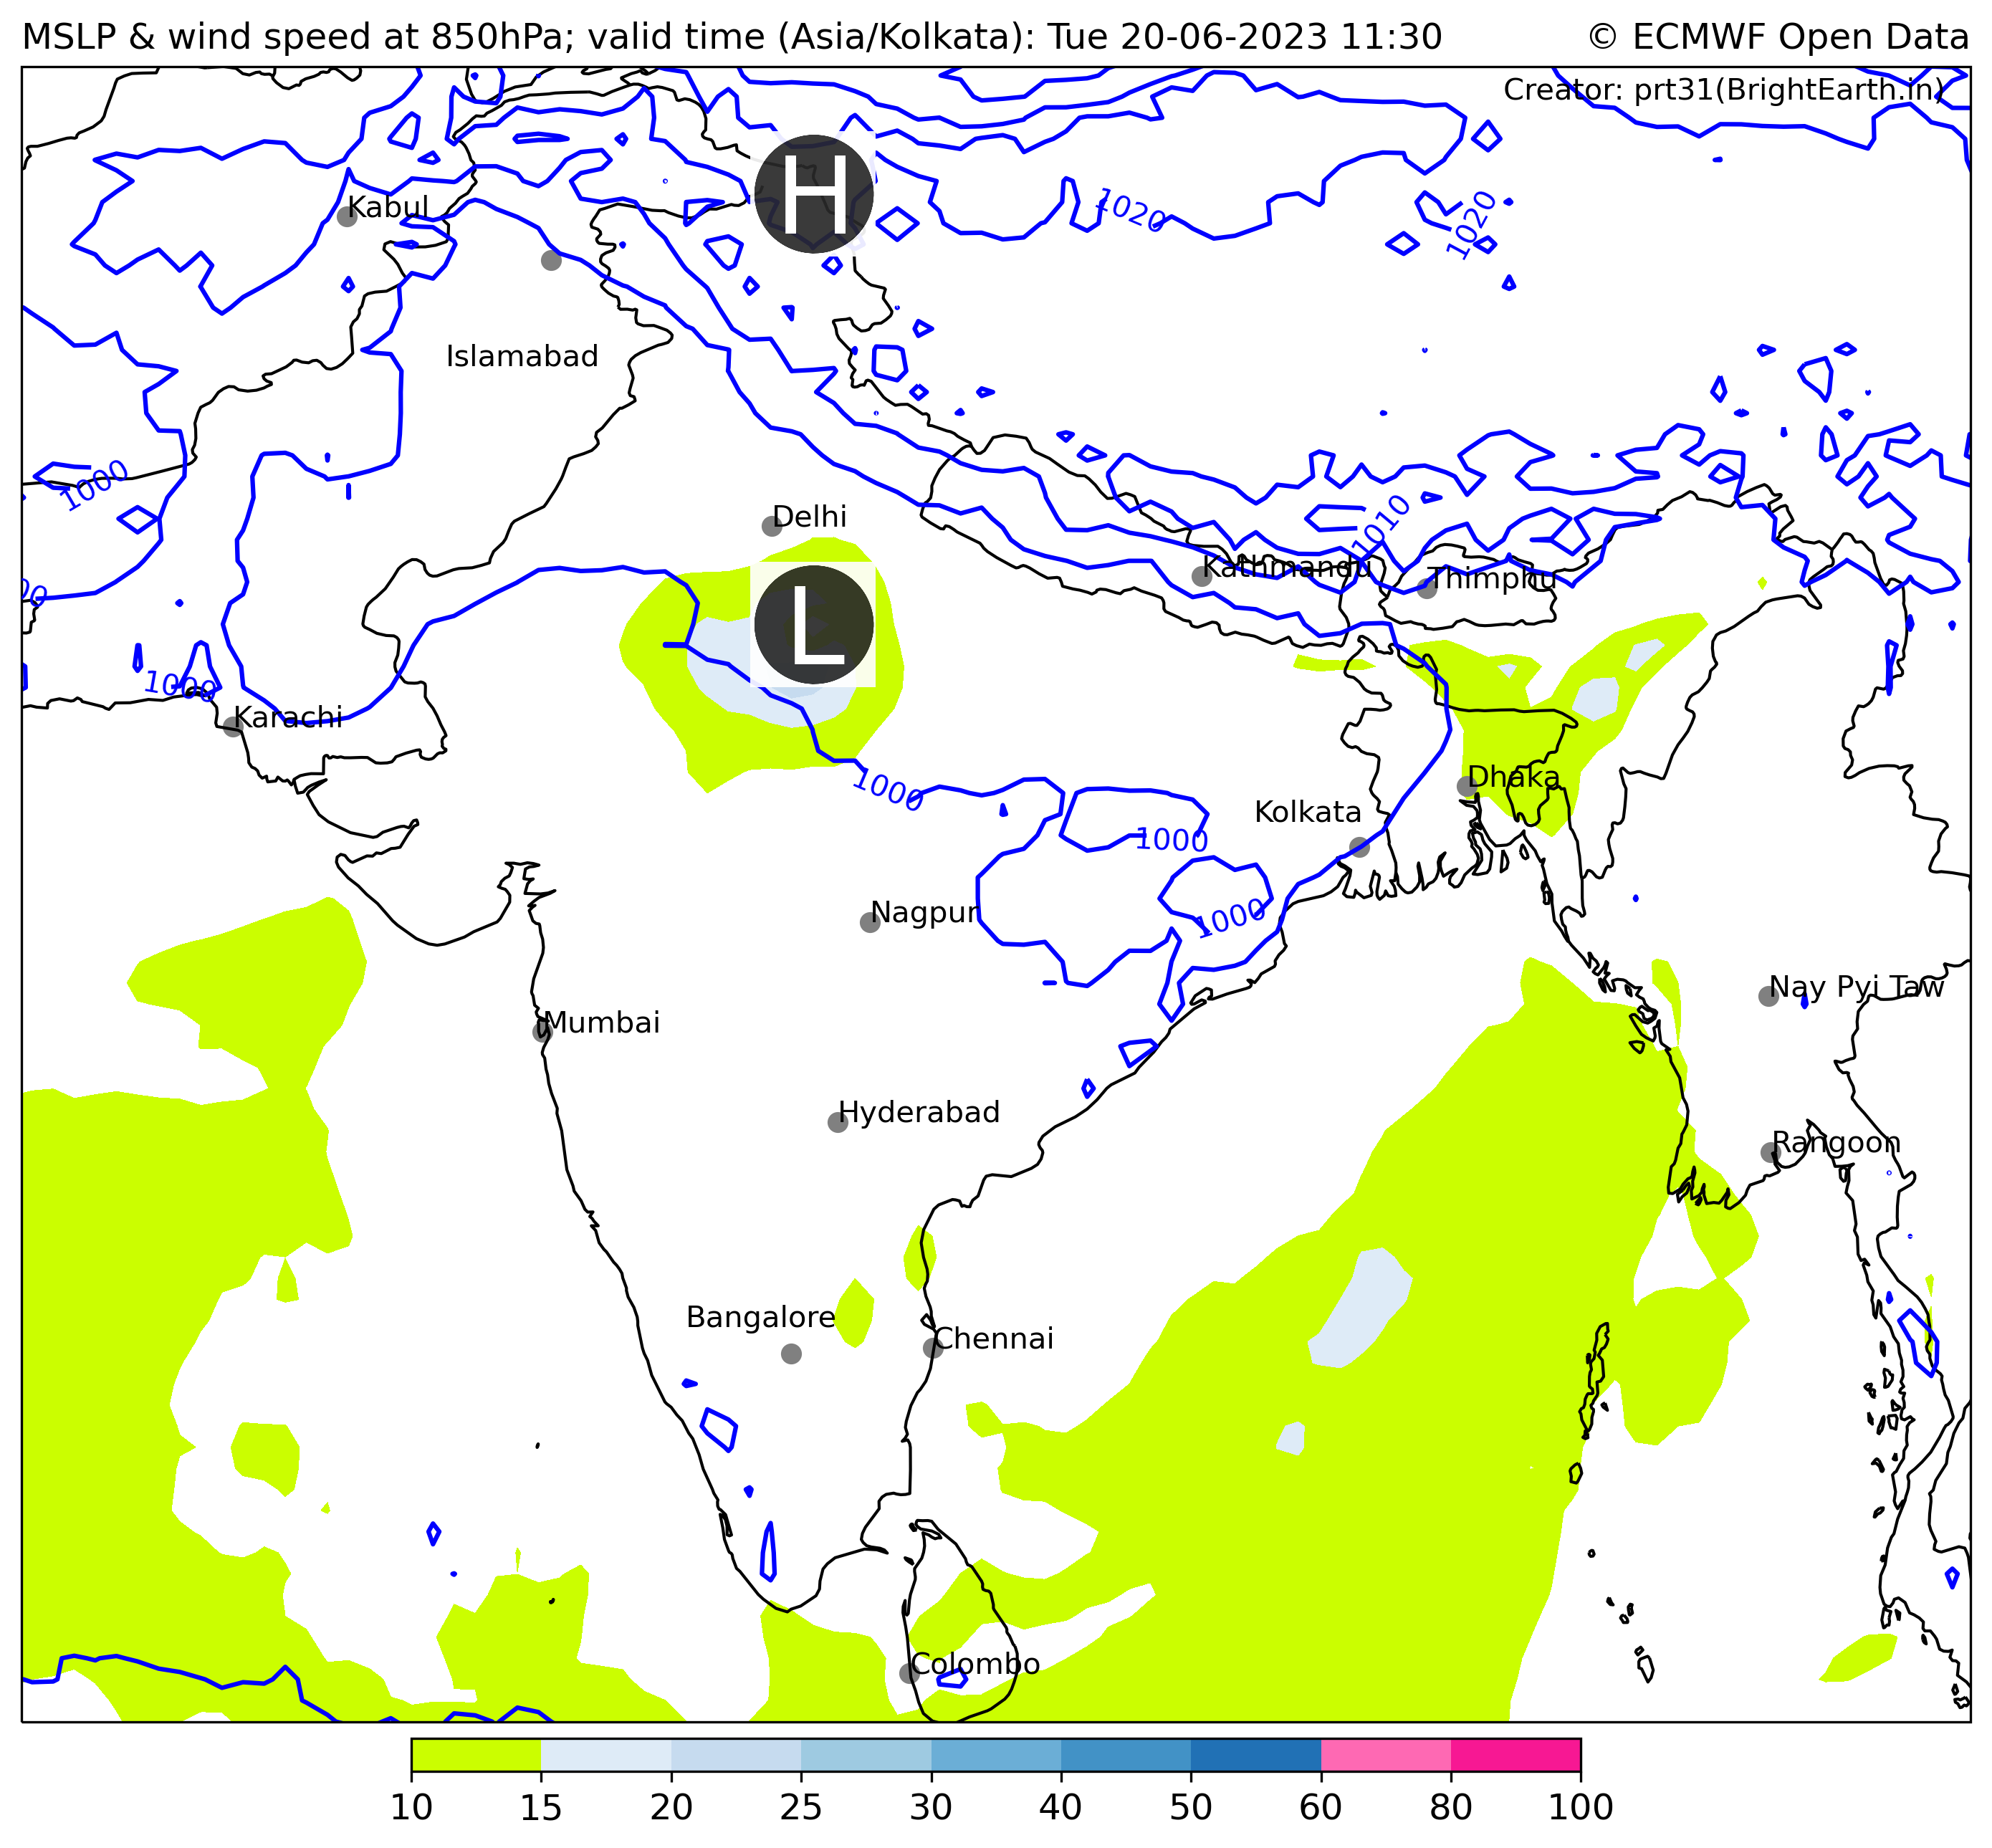 MSLP & wind speed at 850hPa; valid time (Asia/Kolkata): Tue 20-06-2023 11:30
© ECMWF Open Data
Creator: prt31(BrightEarth.in)
H
Kabul
1020
1020
Islamabad
1000
Delhi
1010
Kathmandu
Thimphu
00
L
1000
Karachi
Dhaka
1000
Kolkata
1000
Nagpur
1000
Nay Pyi Taw
Mumbai
Hyderabad
Rangoon
Bangalore
Chennai
Colombo
10 15 20 25 30 40 50 60 80 100